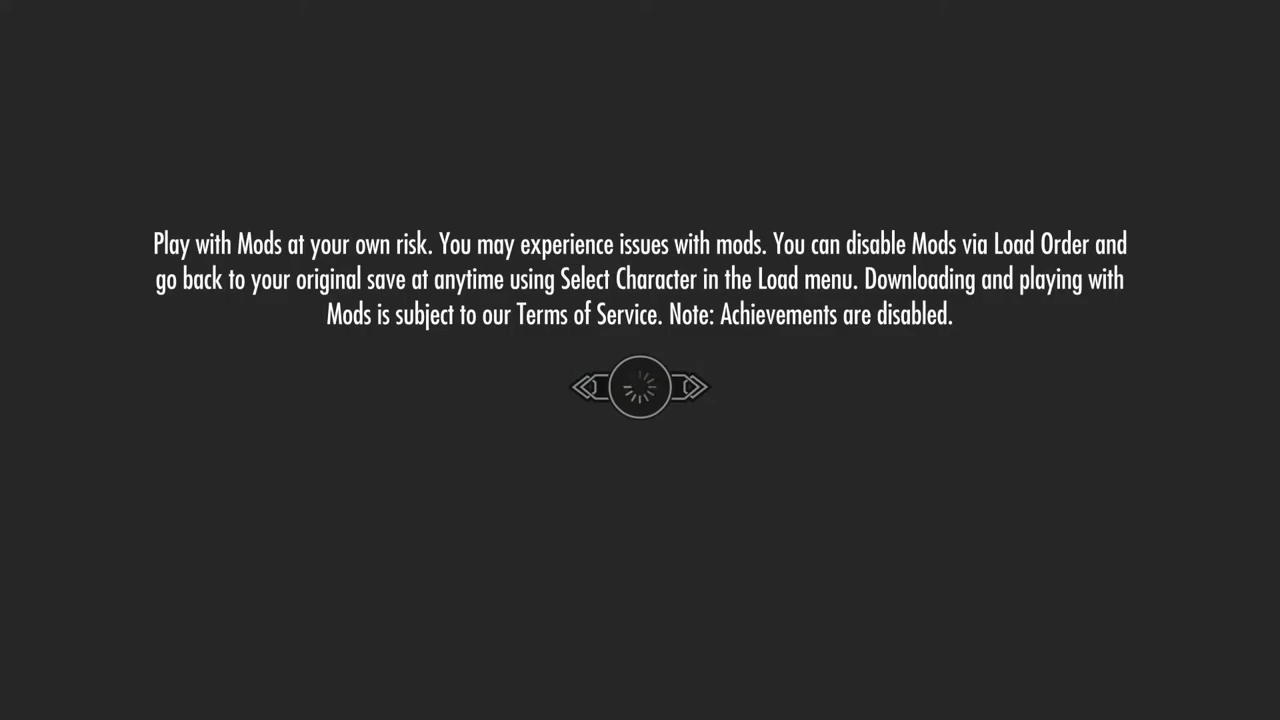 Play with Mods at your own risk. You may experience issues with mods. You can disable Mods via Load Order and
go back to your original save at anytime using Select Character in the Load menu. Downloading and playing with
Mods is subject to our Terms of Service. Note: Achievements are disabled.